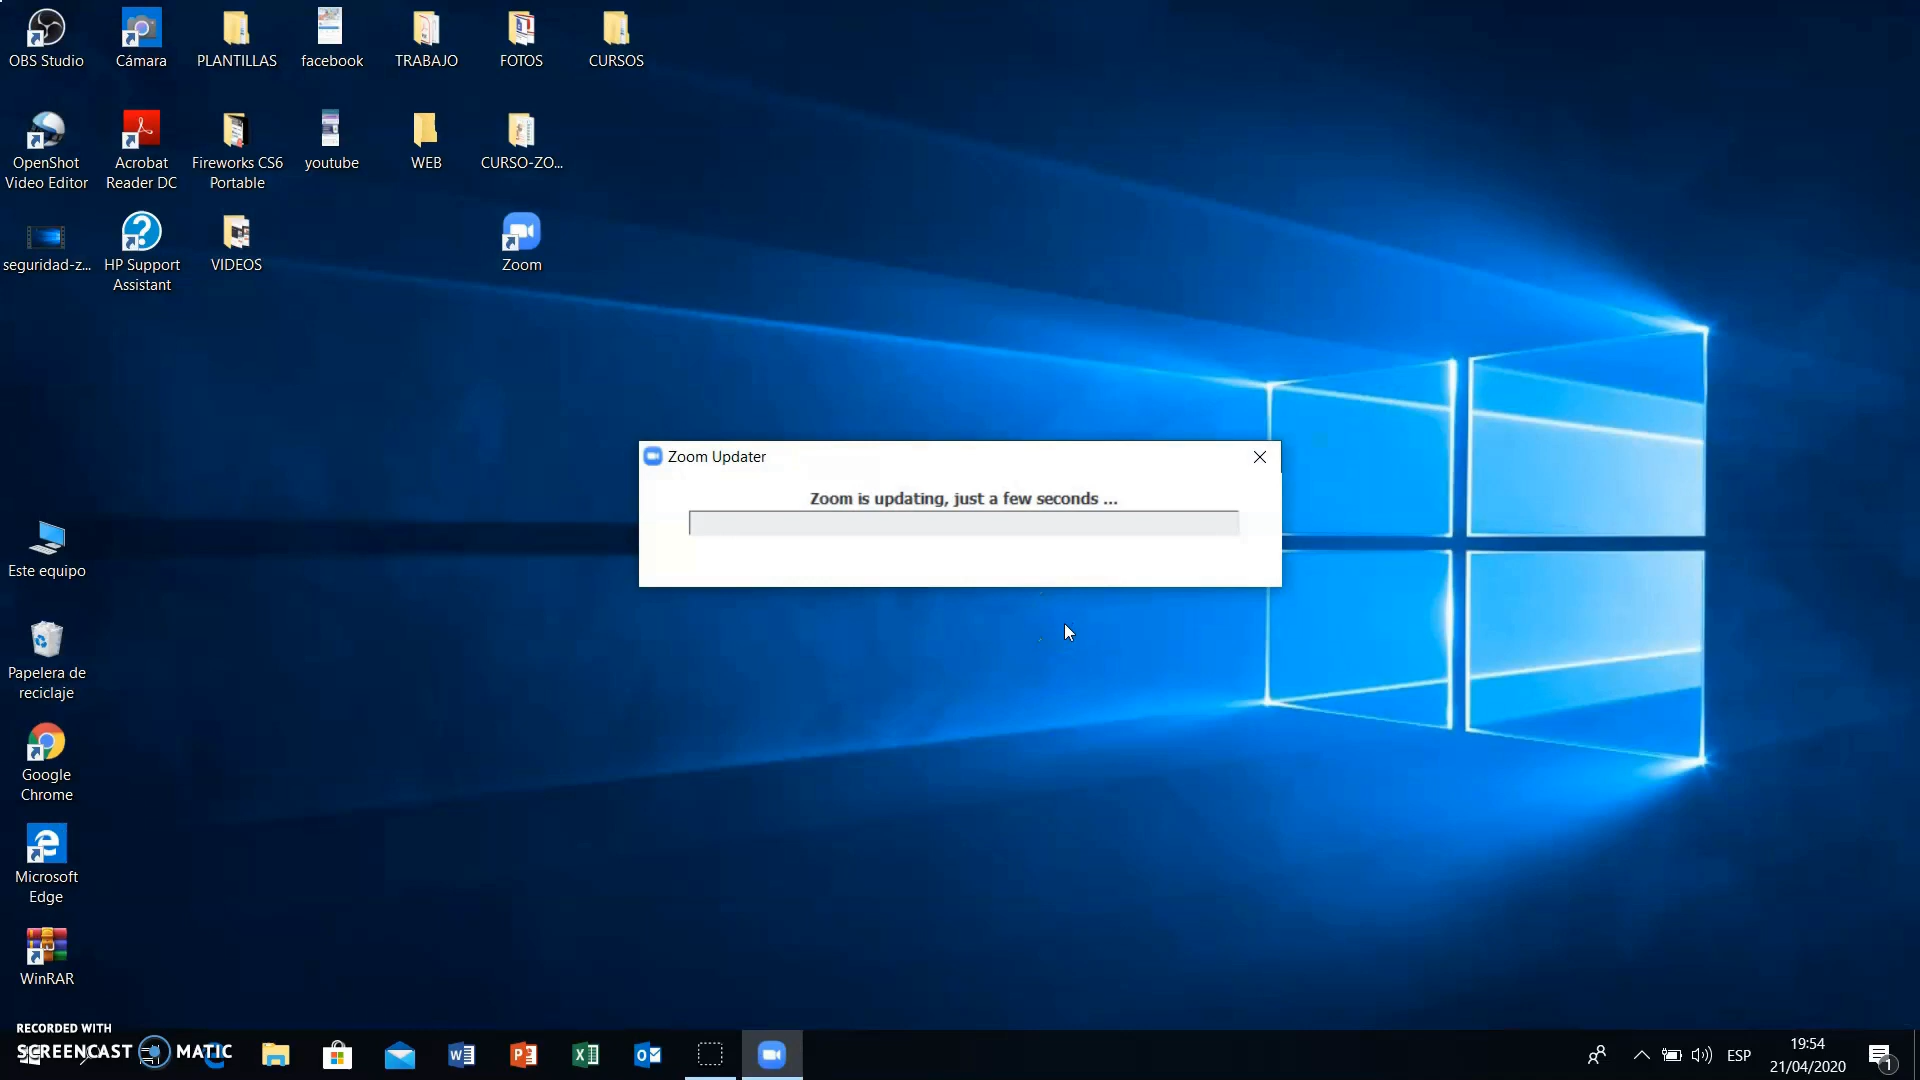 OBS Studio
Cámara
PLANTILLAS
facebook
TRABAJO
FOTOS
CURSOS
OpenShot
Video Editor
Acrobat
Reader DC
Fireworks CS6
Portable
youtube
WEB
CURSO-ZO...
seguridad-z...
HP Support
Assistant
VIDEOS
Zoom
Zoom Updater
Zoom is updating, just a few seconds ...
Este equipo
Papelera de
reciclaje
Google
Chrome
Microsoft
Edge
WinRAR
RECORDED WITH
SCREENCAST MATIC
ESP
19:54
21/04/2020
1